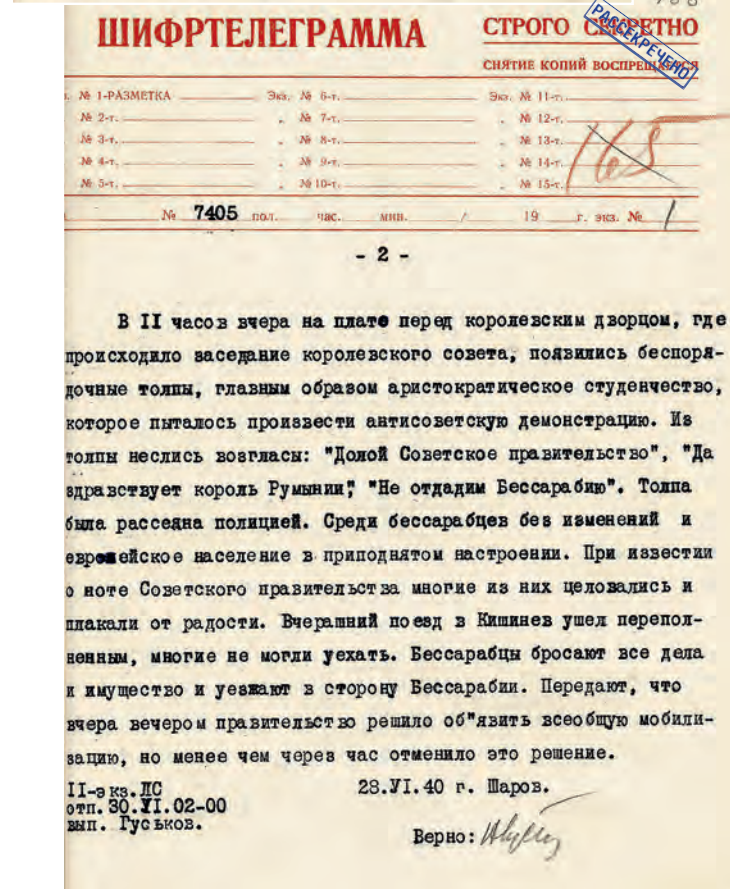 ШИФРТЕЛЕГРАММА
СТРОГО СЕКРЕТНО
РАССЕКРЕЧЕНО
СНЯТИЕ КОПИЙ ВОСПРЕЩАЕТСЯ
№ 1-РАЗМЕТКА Экз. № 6-т. Экз. № 11-т.
№ 2-т. „ № 7-т. „ № 12-т.
№ 3-т. „ № 8-т. „ № 13-т.
№ 4-т. „ № 9-т. „ № 14-т.
№ 5-т. „ № 10-т. „ № 15-т.
165
№ 7405 пол. час. мин. / 19 г. экз. № 1
- 2 -
В II часов вчера на плате перед королевским дворцом, где
происходило заседание королевского совета, появились беспоря-
дочные толпы, главным образом аристократическое студенчество,
которое пыталось произвести антисоветскую демонстрацию. Из
толпы неслись возгласы: "Долой Советское правительство", "Да
здравствует король Румынии", "Не отдадим Бессарабию". Толпа
была рассеяна полицией. Среди бессарабцев без изменений и
еврейское население в приподнятом настроении. При известии
о ноте Советского правительства многие из них целовались и
плакали от радости. Вчерашний поезд в Кишинев ушел перепол-
ненным, многие не могли уехать. Бессарабцы бросают все дела
и имущество и уезжают в сторону Бессарабии. Передают, что
вчера вечером правительство решило об"явить всеобщую мобили-
зацию, но менее чем через час отменило это решение.
II-экз.ЛС 28.УI.40 г. Шаров.
отп.30.УI.02-00
вып. Гуськов.
Верно: